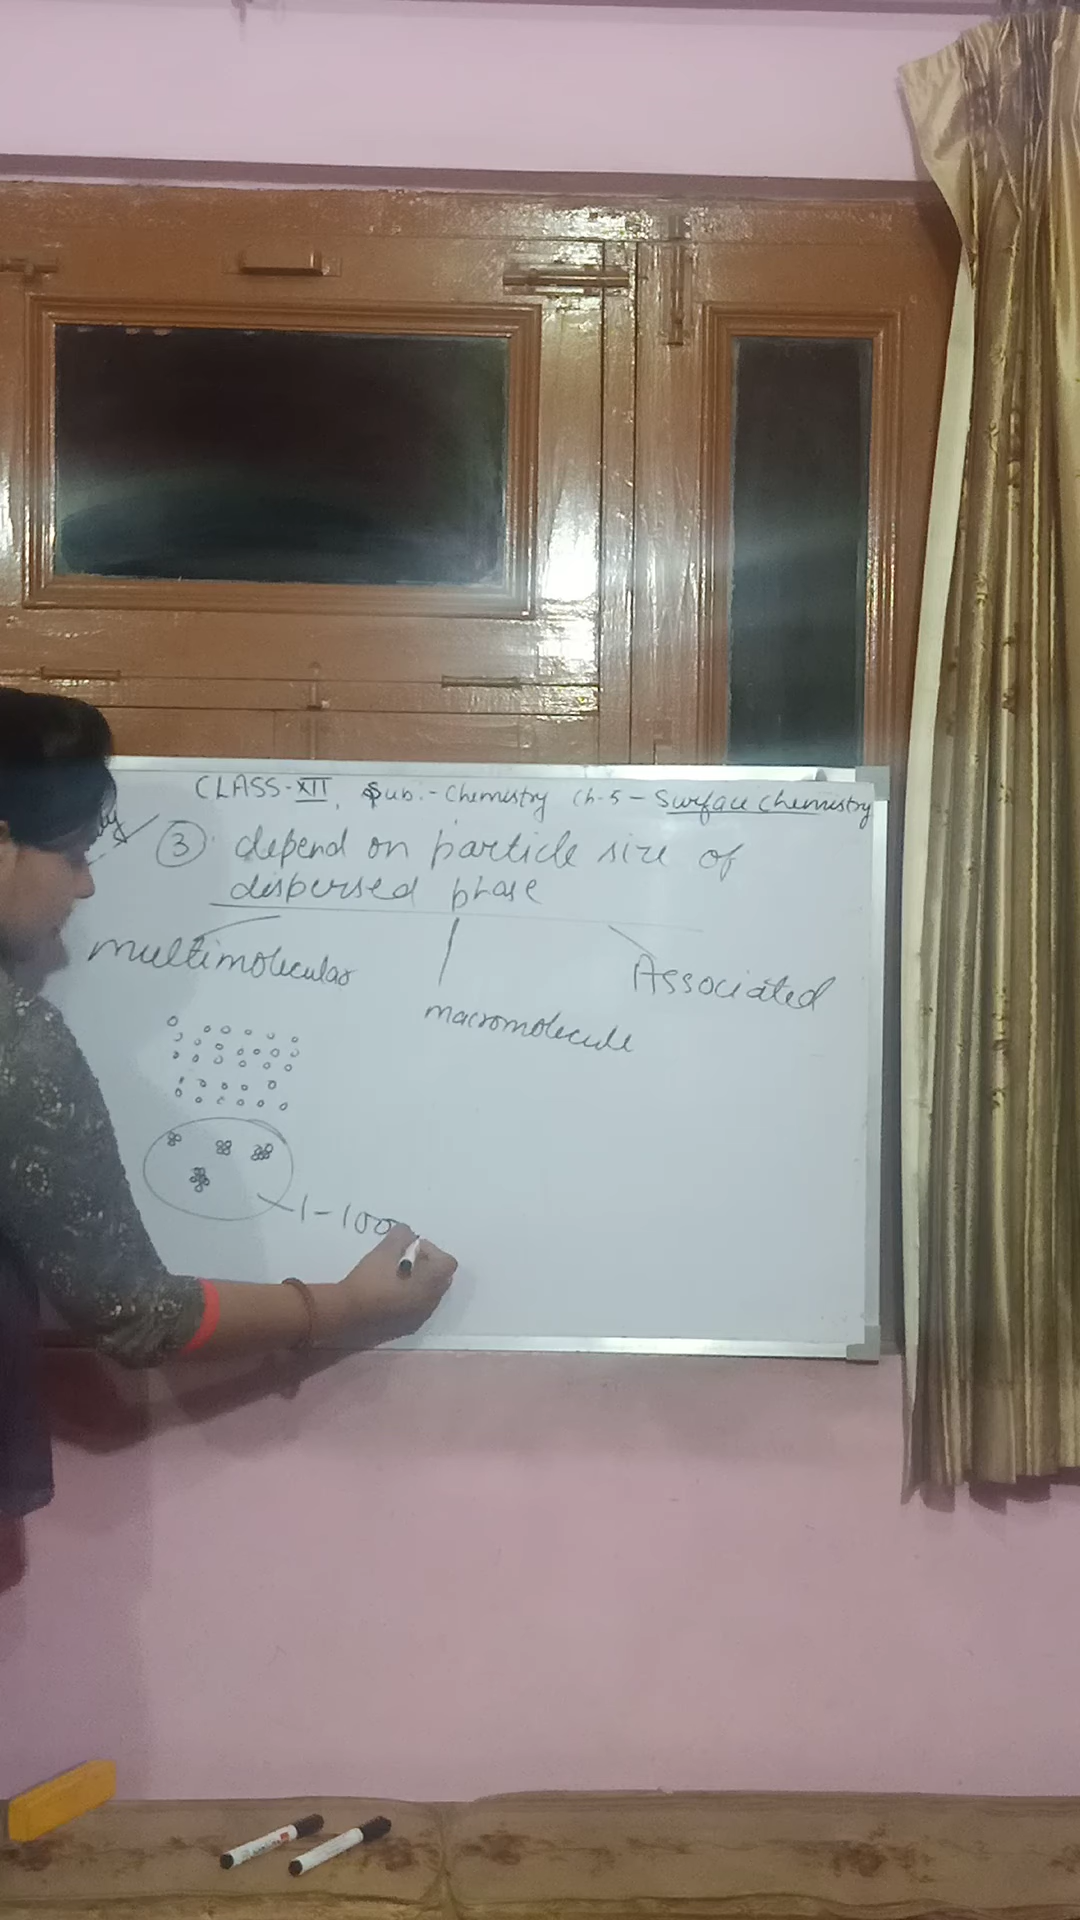 CLASS-XII, Sub:- Chemistry Ch-5 - Surface chemistry
③ depend on particle size of
dispersed phase
multimolecular
Associated
macromolecule
1-100